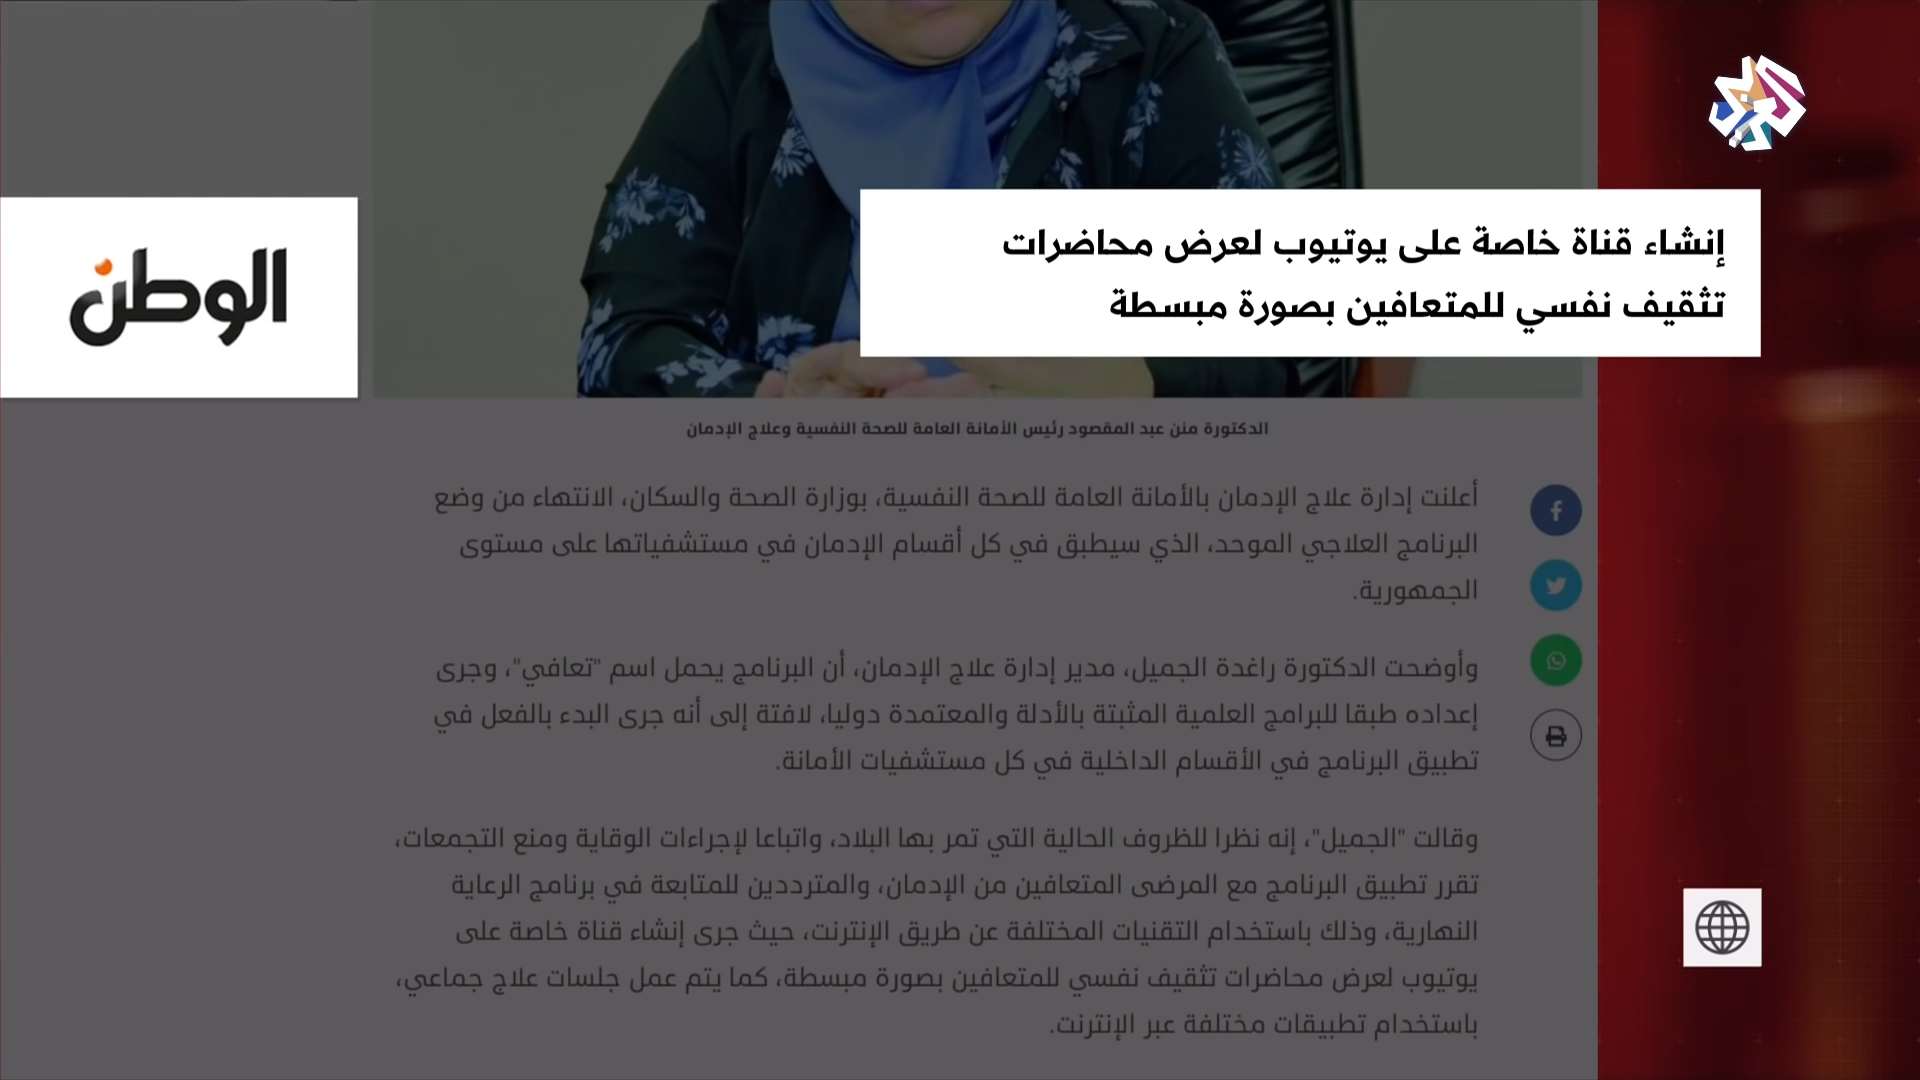 إنشاء قناة خاصة على يوتيوب لعرض محاضرات
تثقيف نفسي للمتعافين بصورة مبسطة
الوطن
الدكتورة منن عبد المقصود رئيس الأمانة العامة للصحة النفسية وعلاج الإدمان
أعلنت إدارة علاج الإدمان بالأمانة العامة للصحة النفسية، بوزارة الصحة والسكان، الانتهاء من وضع
البرنامج العلاجي الموحد، الذي سيطبق في كل أقسام الإدمان في مستشفياتها على مستوى
الجمهورية.
وأوضحت الدكتورة راغدة الجميل، مدير إدارة علاج الإدمان، أن البرنامج يحمل اسم "تعافي"، وجرى
إعداده طبقا للبرامج العلمية المثبتة بالأدلة والمعتمدة دوليا، لافتة إلى أنه جرى البدء بالفعل في
تطبيق البرنامج في الأقسام الداخلية في كل مستشفيات الأمانة.
وقالت "الجميل"، إنه نظرا للظروف الحالية التي تمر بها البلاد، واتباعا لإجراءات الوقاية ومنع التجمعات،
تقرر تطبيق البرنامج مع المرضى المتعافين من الإدمان، والمترددين للمتابعة في برنامج الرعاية
النهارية، وذلك باستخدام التقنيات المختلفة عن طريق الإنترنت، حيث جرى إنشاء قناة خاصة على
يوتيوب لعرض محاضرات تثقيف نفسي للمتعافين بصورة مبسطة، كما يتم عمل جلسات علاج جماعي،
باستخدام تطبيقات مختلفة عبر الإنترنت.